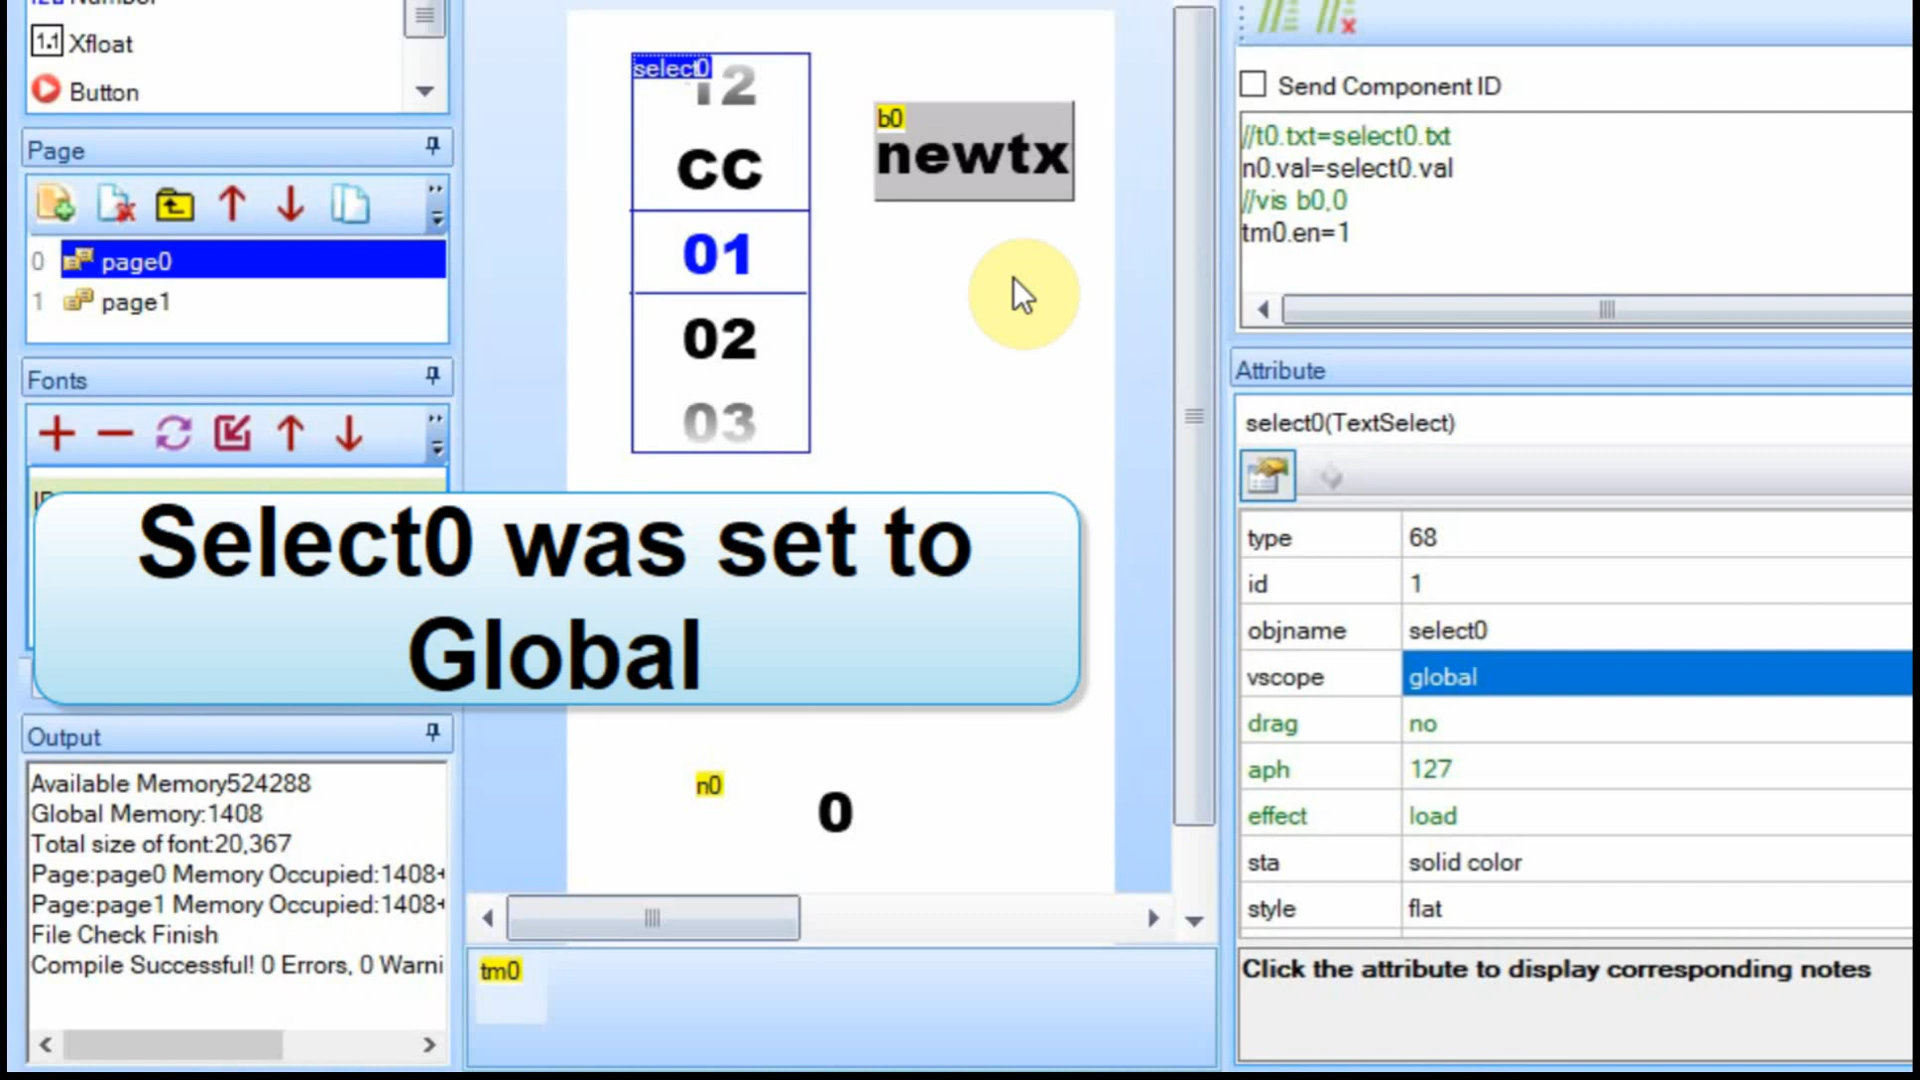 1.1 Xfloat
Button
Page
0 page0
1 page1
Fonts
Output
Available Memory524288
Global Memory:1408
Total size of font:20,367
Page:page0 Memory Occupied:1408+
Page:page1 Memory Occupied:1408+
File Check Finish
Compile Successful! 0 Errors, 0 Warni
select0
12
cc
01
02
03
b0
newtx
Select0 was set to
Global
n0
0
tm0
Send Component ID
//t0.txt=select0.txt
n0.val=select0.val
//vis b0,0
tm0.en=1
Attribute
select0(TextSelect)
type 68
id 1
objname select0
vscope global
drag no
aph 127
effect load
sta solid color
style flat
Click the attribute to display corresponding notes